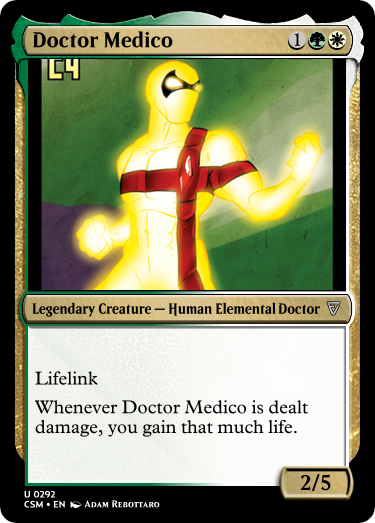 Doctor Medico 1
C4
Legendary Creature — Human Elemental Doctor
Lifelink
Whenever Doctor Medico is dealt
damage, you gain that much life.
2/5
U 0292
CSM • EN Adam Rebottaro